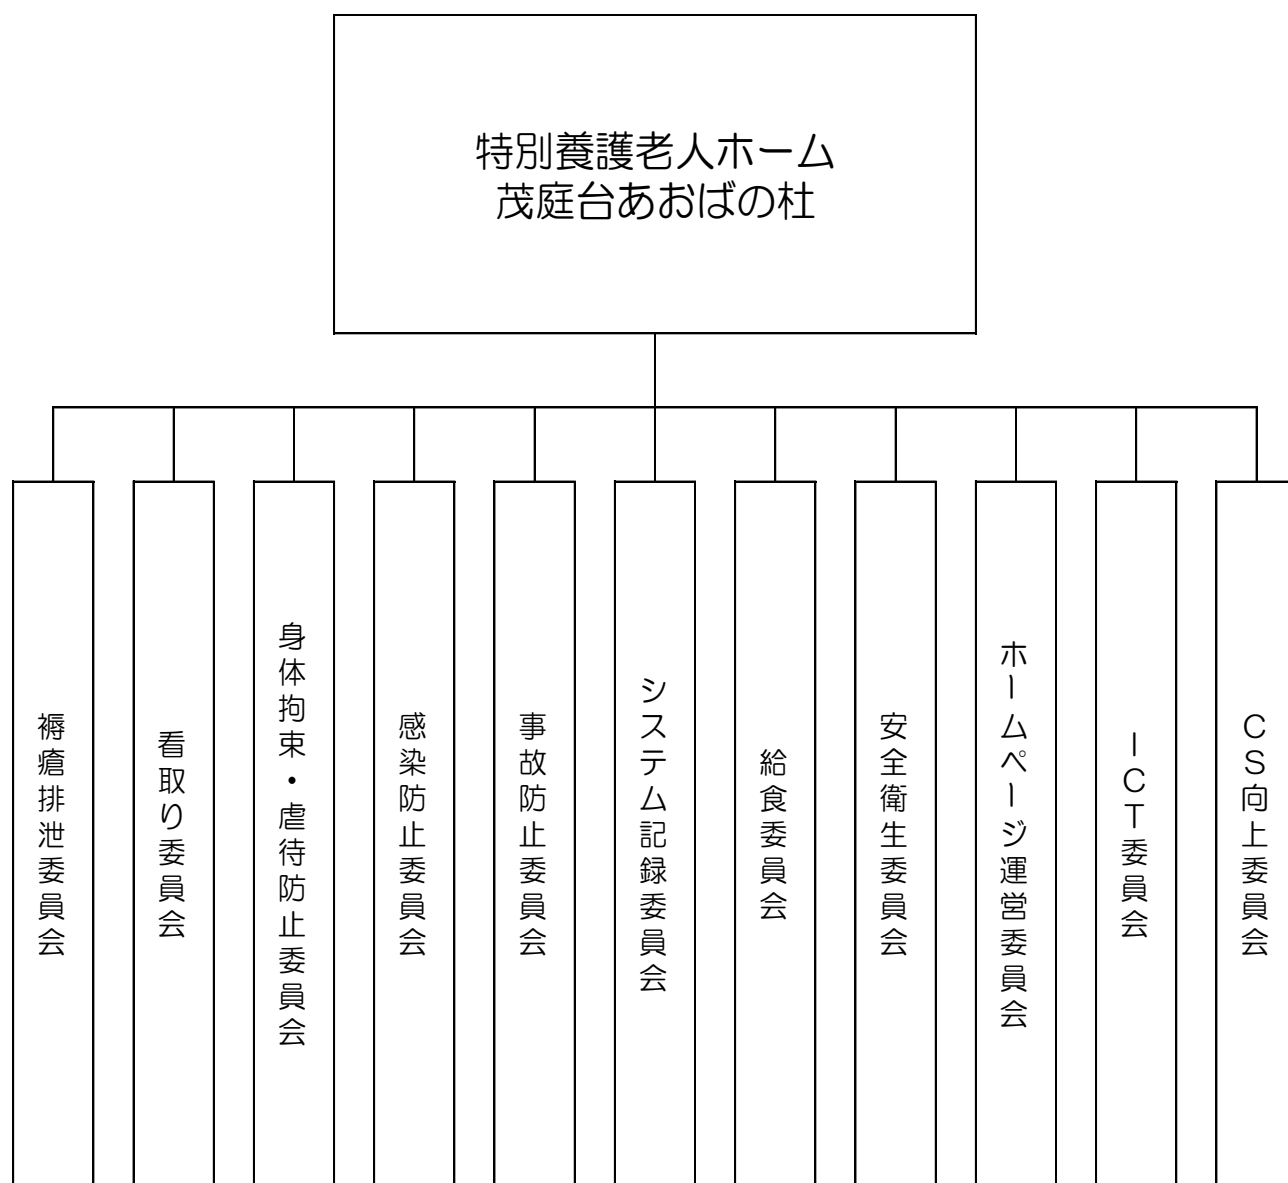 特別養護老人ホーム
茂庭台あおばの杜
褥瘡排泄委員会
看取り委員会
身体拘束・虐待防止委員会
感染防止委員会
事故防止委員会
システム記録委員会
給食委員会
安全衛生委員会
ホームページ運営委員会
ICT委員会
CS向上委員会